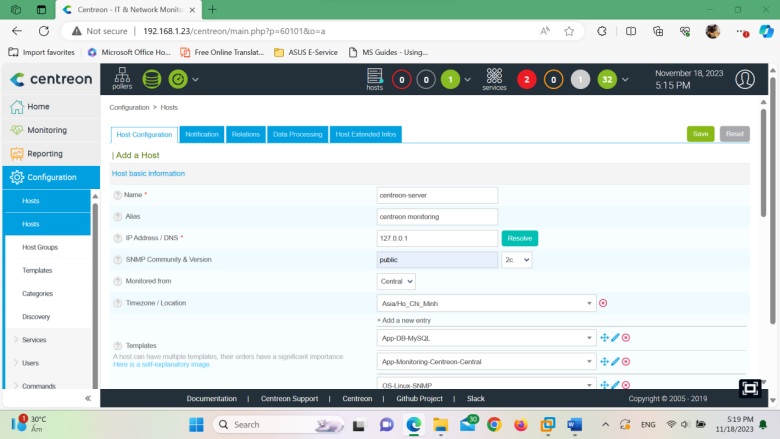 Centreon - IT & Network Monito
Not secure | 192.168.1.23/centreon/main.php?p=60101&o=a
Import favorites
Microsoft Office Ho...
Free Online Translat...
ASUS E-Service
MS Guides - Using...
centreon
pollers
hosts
0 0 1
services
2 0 1 32
November 18, 2023
5:15 PM
Home
Monitoring
Reporting
Configuration
Hosts
Hosts
Host Groups
Templates
Categories
Discovery
Services
Users
Commands
Configuration > Hosts
Host Configuration
Notification
Relations
Data Processing
Host Extended Infos
Save
Reset
| Add a Host
Host basic information
Name *
centreon-server
Alias
centreon monitoring
IP Address / DNS *
127.0.0.1
Resolve
SNMP Community & Version
public
2c
Monitored from
Central
Timezone / Location
Asia/Ho_Chi_Minh
+ Add a new entry
Templates
A host can have multiple templates, their orders have a significant importance
Here is a self-explanatory image.
App-DB-MySQL
App-Monitoring-Centreon-Central
OS-Linux-SNMP
Documentation | Centreon Support | Centreon | Github Project | Slack
Copyright © 2005 - 2019
1
30°C
Ấm
Search
30
ENG
5:19 PM
11/18/2023